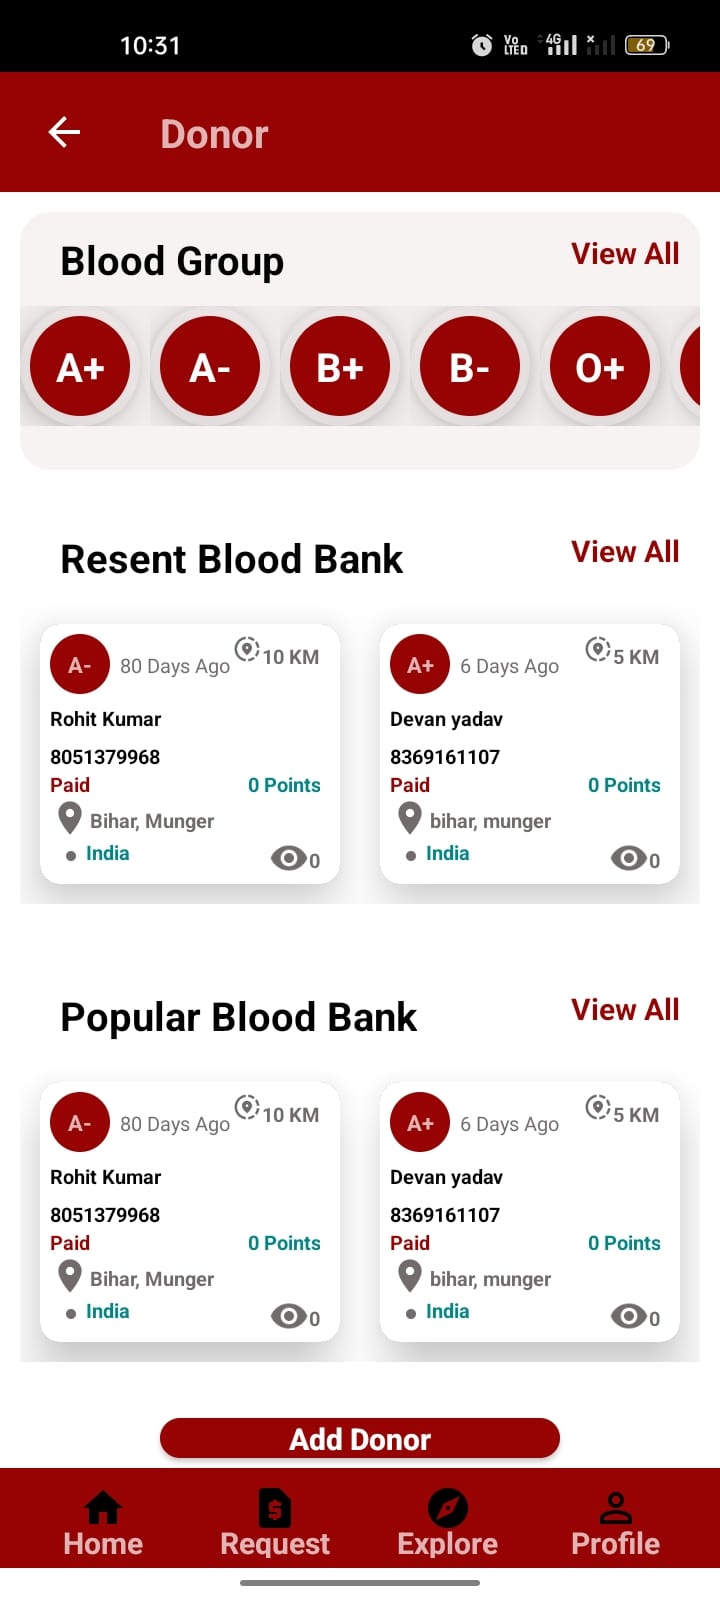 10:31
Vo LTED 4G 69
Donor
Blood Group
View All
A+ A- B+ B- O+
Resent Blood Bank
View All
A- 80 Days Ago 10 KM
Rohit Kumar
8051379968
Paid 0 Points
Bihar, Munger
India 0
A+ 6 Days Ago 5 KM
Devan yadav
8369161107
Paid 0 Points
bihar, munger
India 0
Popular Blood Bank
View All
A- 80 Days Ago 10 KM
Rohit Kumar
8051379968
Paid 0 Points
Bihar, Munger
India 0
A+ 6 Days Ago 5 KM
Devan yadav
8369161107
Paid 0 Points
bihar, munger
India 0
Add Donor
Home Request Explore Profile